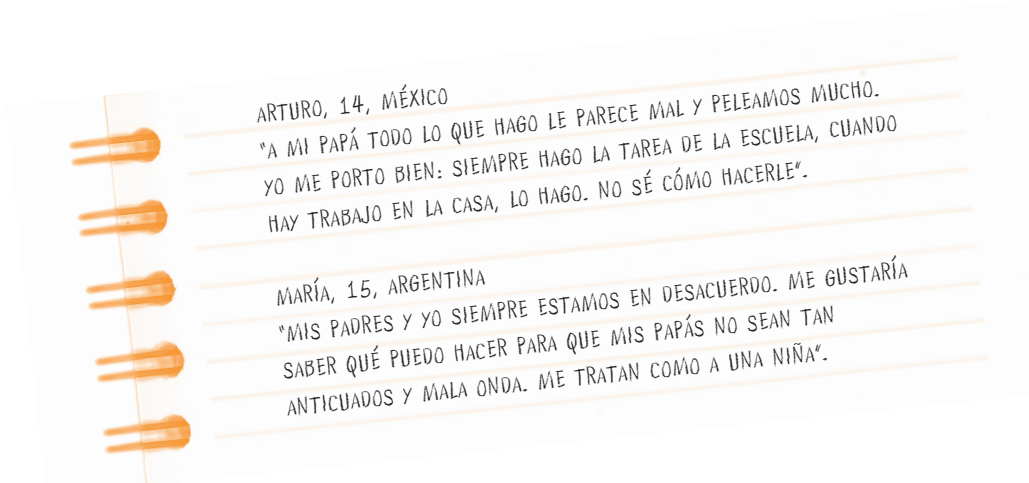 ARTURO, 14, MÉXICO
"A MI PAPÁ TODO LO QUE HAGO LE PARECE MAL Y PELEAMOS MUCHO.
YO ME PORTO BIEN: SIEMPRE HAGO LA TAREA DE LA ESCUELA, CUANDO
HAY TRABAJO EN LA CASA, LO HAGO. NO SÉ CÓMO HACERLE".
MARÍA, 15, ARGENTINA
"MIS PADRES Y YO SIEMPRE ESTAMOS EN DESACUERDO. ME GUSTARÍA
SABER QUÉ PUEDO HACER PARA QUE MIS PAPÁS NO SEAN TAN
ANTICUADOS Y MALA ONDA. ME TRATAN COMO A UNA NIÑA".